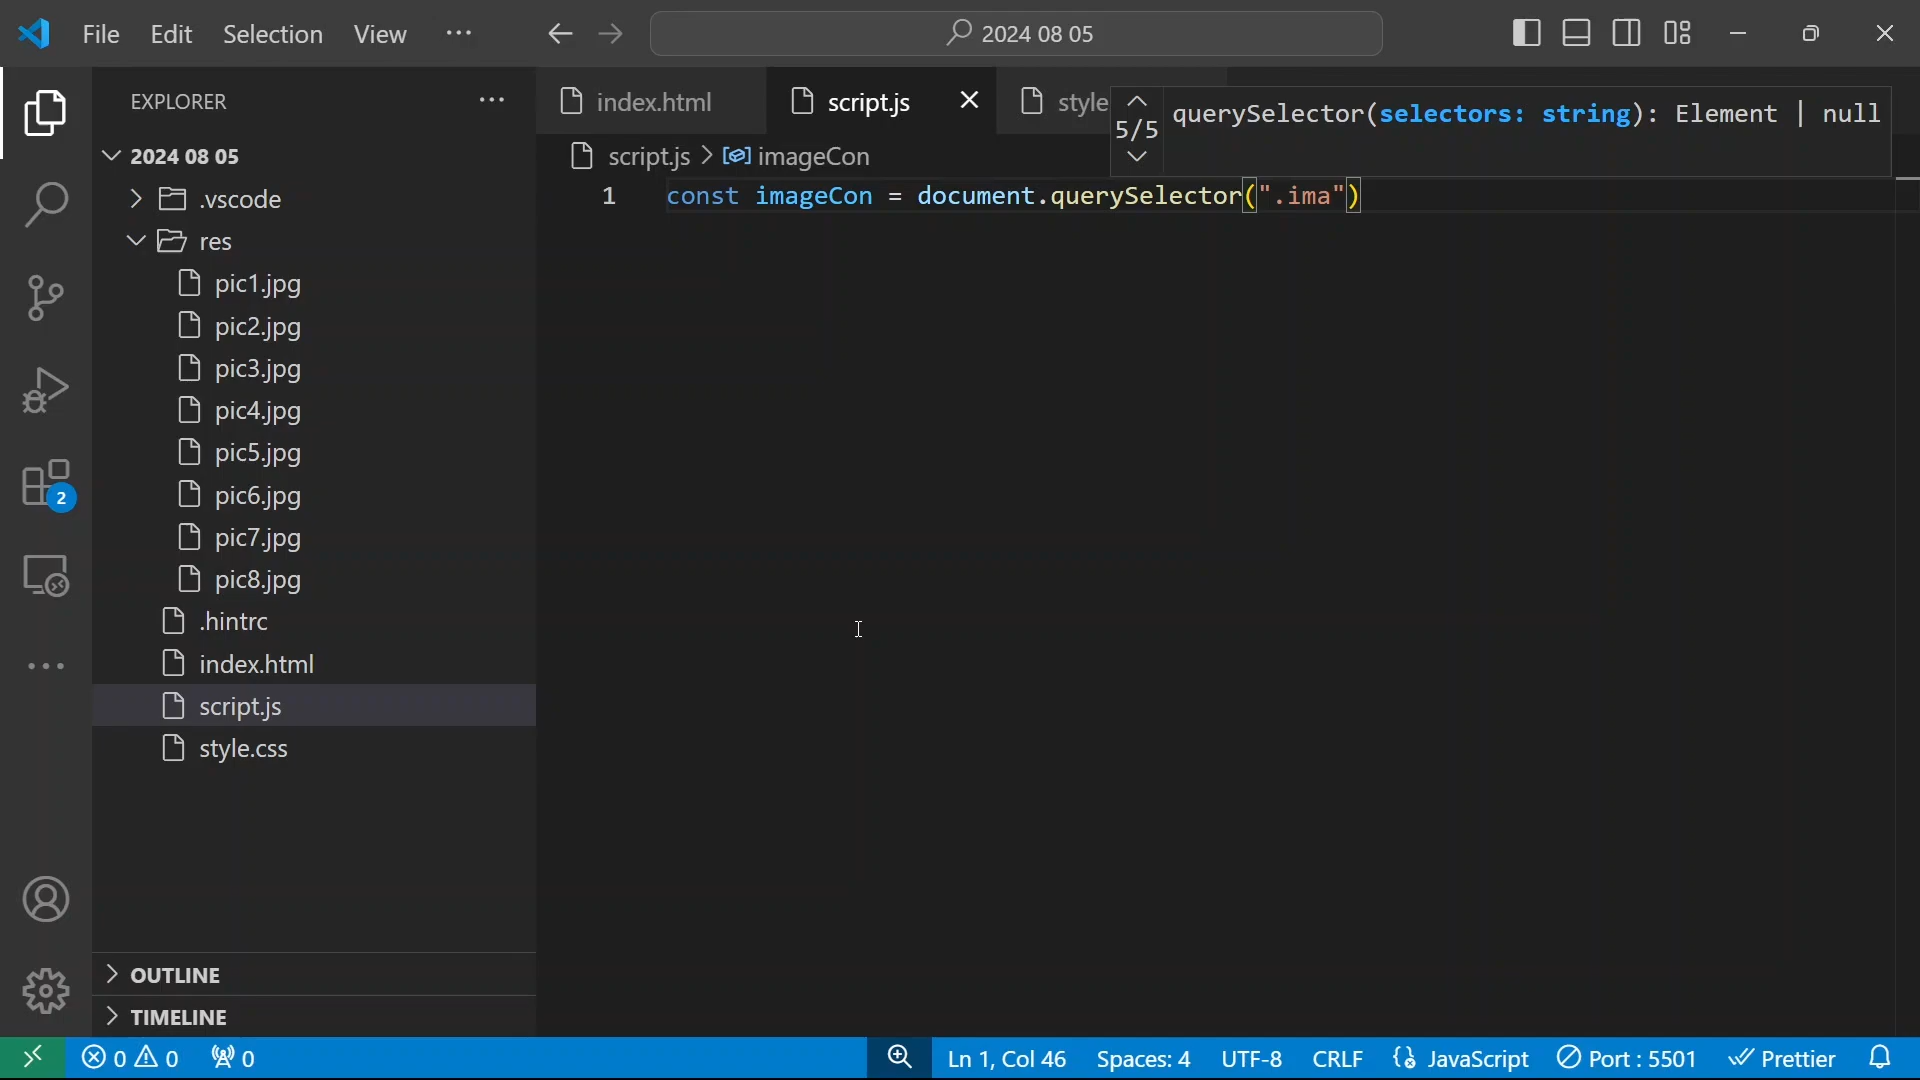 File Edit Selection View ··· 2024 08 05
EXPLORER ···
2024 08 05
.vscode
res
pic1.jpg
pic2.jpg
pic3.jpg
pic4.jpg
pic5.jpg
pic6.jpg
pic7.jpg
pic8.jpg
.hintrc
index.html
script.js
style.css
OUTLINE
TIMELINE
2
index.html script.js style
5/5 querySelector(selectors: string): Element | null
script.js > imageCon
1 const imageCon = document.querySelector(".ima")
0 0 0 Ln 1, Col 46 Spaces: 4 UTF-8 CRLF JavaScript Port : 5501 Prettier